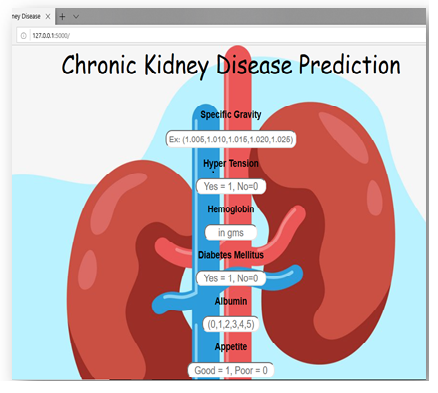 ney Disease
127.0.0.1:5000/
Chronic Kidney Disease Prediction
Specific Gravity
Ex: (1.005,1.010,1.015,1.020,1.025)
Hyper Tension
Yes = 1, No=0
Hemoglobin
in gms
Diabetes Mellitus
Yes = 1, No=0
Albumin
(0,1,2,3,4,5)
Appetite
Good = 1, Poor = 0